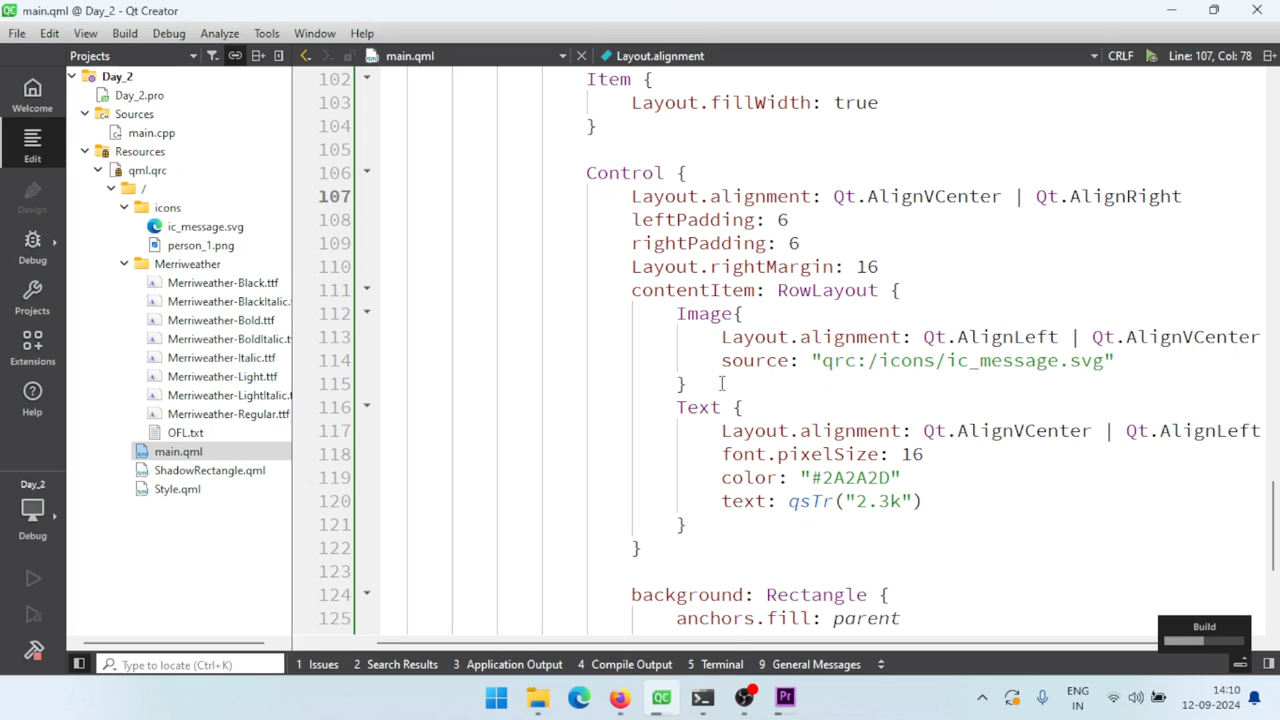 main.qml @ Day_2 - Qt Creator
File Edit View Build Debug Analyze Tools Window Help
Projects main.qml Layout.alignment CRLF Line: 107, Col: 78
Welcome
Edit
Design
Debug
Projects
Extensions
Help
Day_2
Debug
Day_2
Day_2.pro
Sources
main.cpp
Resources
qml.qrc
/
icons
ic_message.svg
person_1.png
Merriweather
Merriweather-Black.ttf
Merriweather-BlackItalic.t
Merriweather-Bold.ttf
Merriweather-BoldItalic.tt
Merriweather-Italic.ttf
Merriweather-Light.ttf
Merriweather-LightItalic.t
Merriweather-Regular.ttf
OFL.txt
main.qml
ShadowRectangle.qml
Style.qml
102 Item {
103 Layout.fillWidth: true
104 }
105
106 Control {
107 Layout.alignment: Qt.AlignVCenter | Qt.AlignRight
108 leftPadding: 6
109 rightPadding: 6
110 Layout.rightMargin: 16
111 contentItem: RowLayout {
112 Image{
113 Layout.alignment: Qt.AlignLeft | Qt.AlignVCenter
114 source: "qrc:/icons/ic_message.svg"
115 }
116 Text {
117 Layout.alignment: Qt.AlignVCenter | Qt.AlignLeft
118 font.pixelSize: 16
119 color: "#2A2A2D"
120 text: qsTr("2.3k")
121 }
122 }
123
124 background: Rectangle {
125 anchors.fill: parent
Build
Type to locate (Ctrl+K) 1 Issues 2 Search Results 3 Application Output 4 Compile Output 5 Terminal 9 General Messages
QC Pr ENG
IN
14:10
12-09-2024